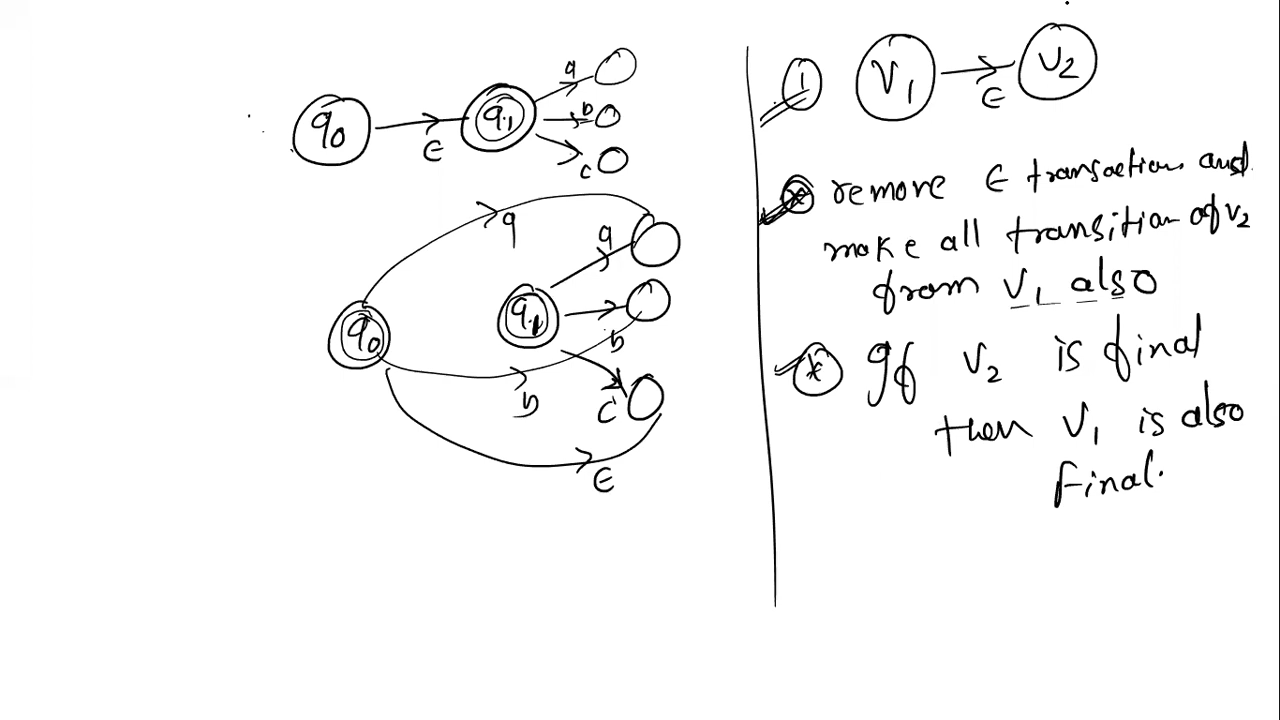 q0 ∈ q1 a b c
q0 a q1 a b c b ∈
1 V1 ∈ V2
* remove ∈ transaction and
make all transition of V2
from V1 also
* If V2 is final
then V1 is also
Final.